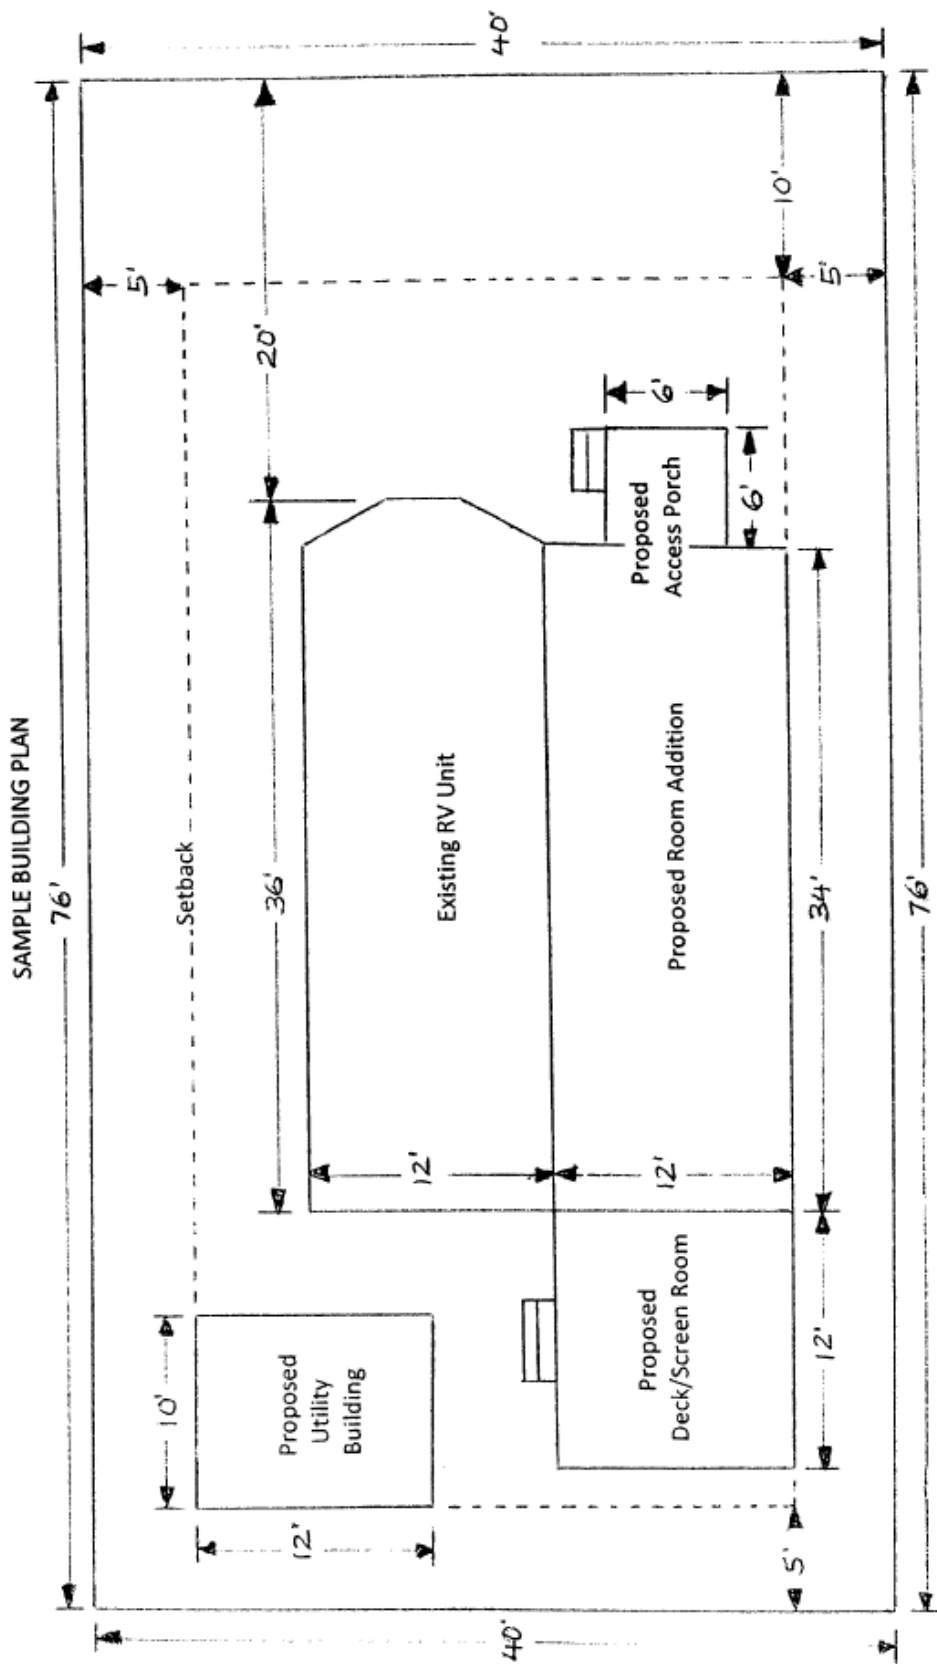 SAMPLE BUILDING PLAN
76'
40'
40'
5'
Setback
20'
36'
10'
10'
5'
12'
Proposed
Utility
Building
Existing RV Unit
12'
12'
6'
6'
Proposed
Access Porch
Proposed Room Addition
Proposed
Deck/Screen Room
12'
34'
5'
76'